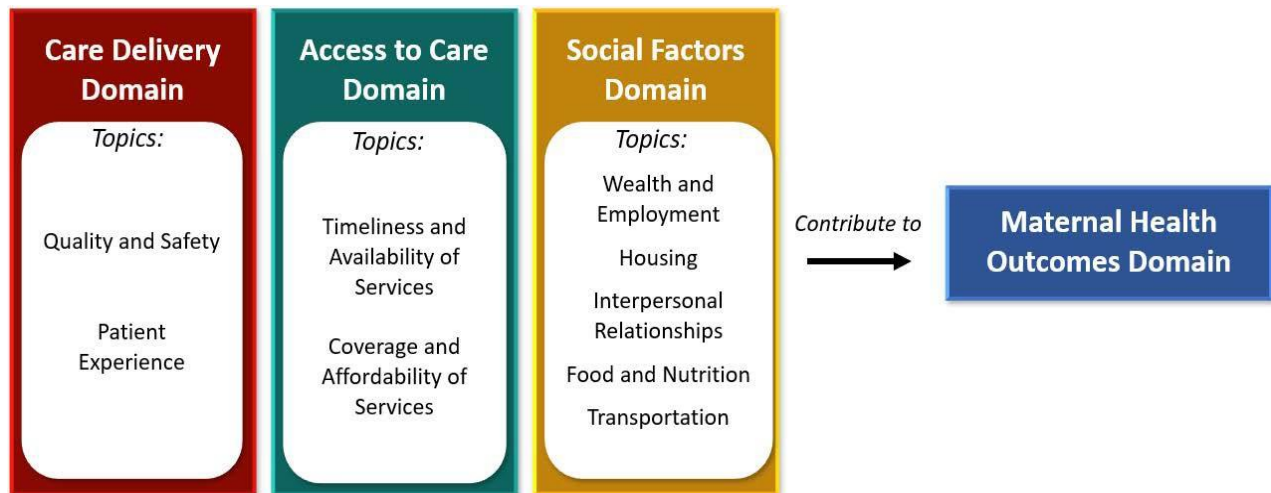 Care Delivery
Domain
Topics:
Quality and Safety
Patient
Experience
Access to Care
Domain
Topics:
Timeliness and
Availability of
Services
Coverage and
Affordability of
Services
Social Factors
Domain
Topics:
Wealth and
Employment
Housing
Interpersonal
Relationships
Food and Nutrition
Transportation
Contribute to
Maternal Health
Outcomes Domain